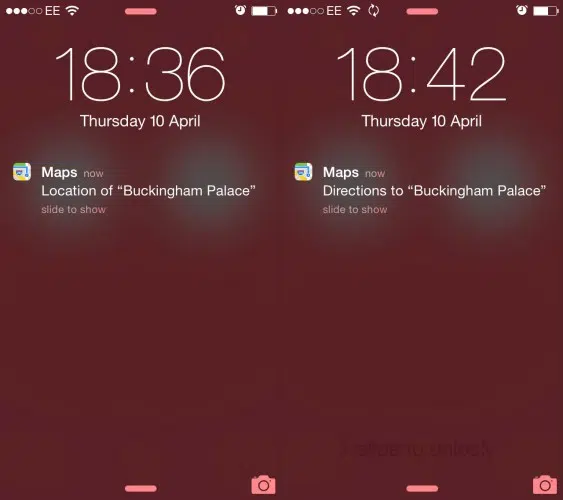 EE
18:36
Thursday 10 April
Maps now
Location of “Buckingham Palace”
slide to show
EE
18:42
Thursday 10 April
Maps now
Directions to “Buckingham Palace”
slide to show
slide to unlock